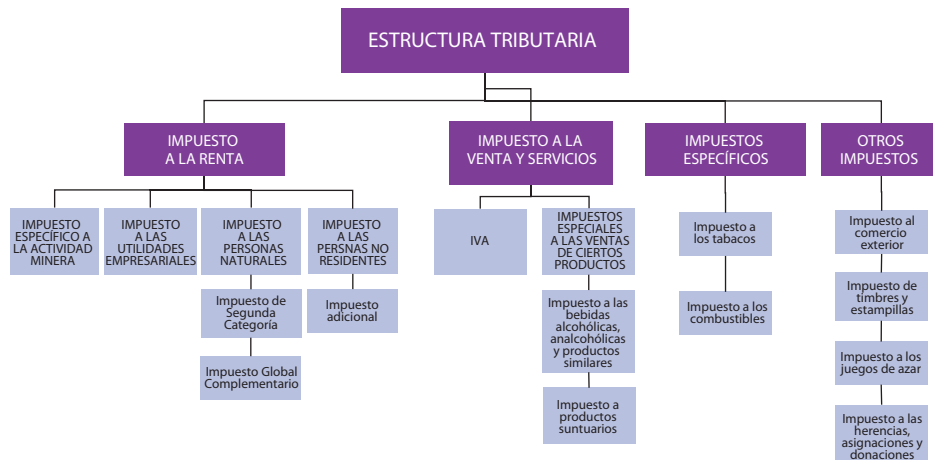 ESTRUCTURA TRIBUTARIA
IMPUESTO
A LA RENTA
IMPUESTO A LA
VENTA Y SERVICIOS
IMPUESTOS
ESPECÍFICOS
OTROS
IMPUESTOS
IMPUESTO
ESPECÍFICO A
LA ACTIVIDAD
MINERA
IMPUESTO
A LAS
UTILIDADES
EMPRESARIALES
IMPUESTO
A LAS
PERSONAS
NATURALES
IMPUESTO
A LAS
PERSNAS NO
RESIDENTES
Impuesto de
Segunda
Categoría
Impuesto
adicional
Impuesto Global
Complementario
IVA
IMPUESTOS
ESPECIALES
A LAS VENTAS
DE CIERTOS
PRODUCTOS
Impuesto a las
bebidas
alcohólicas,
analcohólicas
y productos
similares
Impuesto a
productos
suntuarios
Impuesto a
los tabacos
Impuesto a los
combustibles
Impuesto al
comercio
exterior
Impuesto de
timbres y
estampillas
Impuesto a los
juegos de azar
Impuesto a las
herencias,
asignaciones y
donaciones